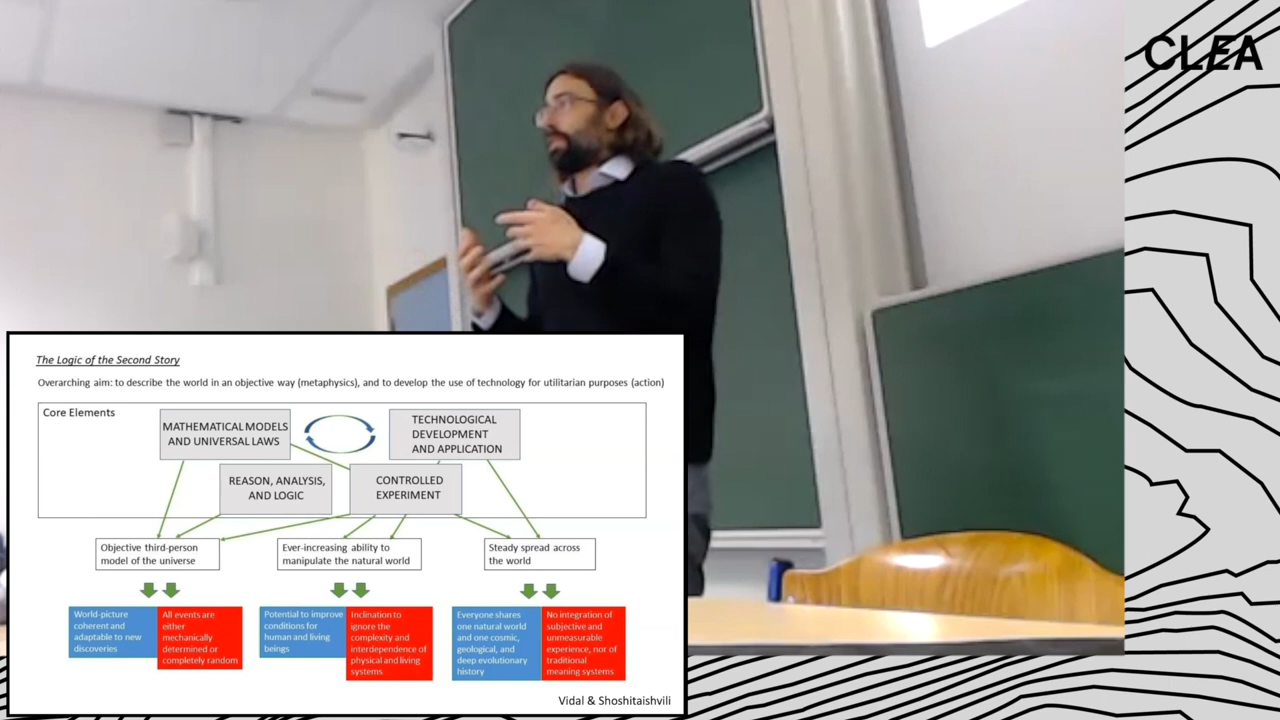 CLEA
The Logic of the Second Story
Overarching aim: to describe the world in an objective way (metaphysics), and to develop the use of technology for utilitarian purposes (action)
Core Elements
MATHEMATICAL MODELS
AND UNIVERSAL LAWS
TECHNOLOGICAL
DEVELOPMENT
AND APPLICATION
REASON, ANALYSIS,
AND LOGIC
CONTROLLED
EXPERIMENT
Objective third-person
model of the universe
Ever-increasing ability to
manipulate the natural world
Steady spread across
the world
World-picture
coherent and
adaptable to new
discoveries
All events are
either
mechanically
determined or
completely random
Potential to improve
conditions for
human and living
beings
Inclination to
ignore the
complexity and
interdependence of
physical and living
systems
Everyone shares
one natural world
and one cosmic,
geological, and
deep evolutionary
history
No integration of
subjective and
unmeasurable
experience, nor of
traditional
meaning systems
Vidal & Shoshitaishvili